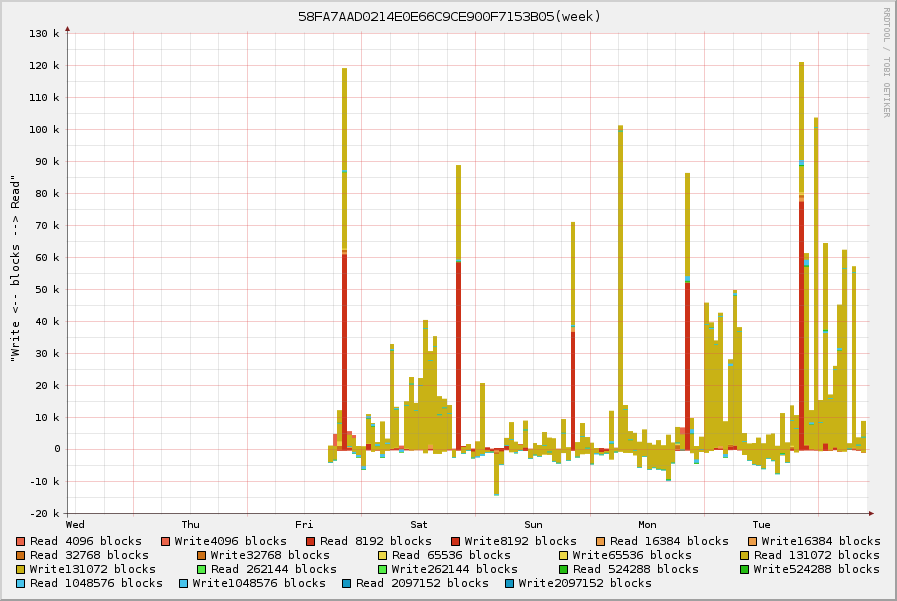 58FA7AAD0214E0E66C9CE900F7153B05(week)
RRDTOOL / TOBI OETIKER
"Write <-- blocks --> Read"
130 k
120 k
110 k
100 k
90 k
80 k
70 k
60 k
50 k
40 k
30 k
20 k
10 k
0
-10 k
-20 k
Wed Thu Fri Sat Sun Mon Tue
Read 4096 blocks Write4096 blocks Read 8192 blocks Write8192 blocks Read 16384 blocks Write16384 blocks
Read 32768 blocks Write32768 blocks Read 65536 blocks Write65536 blocks Read 131072 blocks
Write131072 blocks Read 262144 blocks Write262144 blocks Read 524288 blocks Write524288 blocks
Read 1048576 blocks Write1048576 blocks Read 2097152 blocks Write2097152 blocks